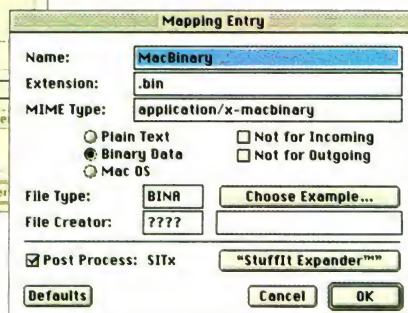 Mapping Entry
Name: MacBinary
Extension: .bin
MIME Type: application/x-macbinary
Plain Text Not for Incoming
Binary Data Not for Outgoing
Mac OS
File Type: BINA Choose Example...
File Creator: ????
Post Process: SITx "StuffIt Expander™"
Defaults Cancel OK